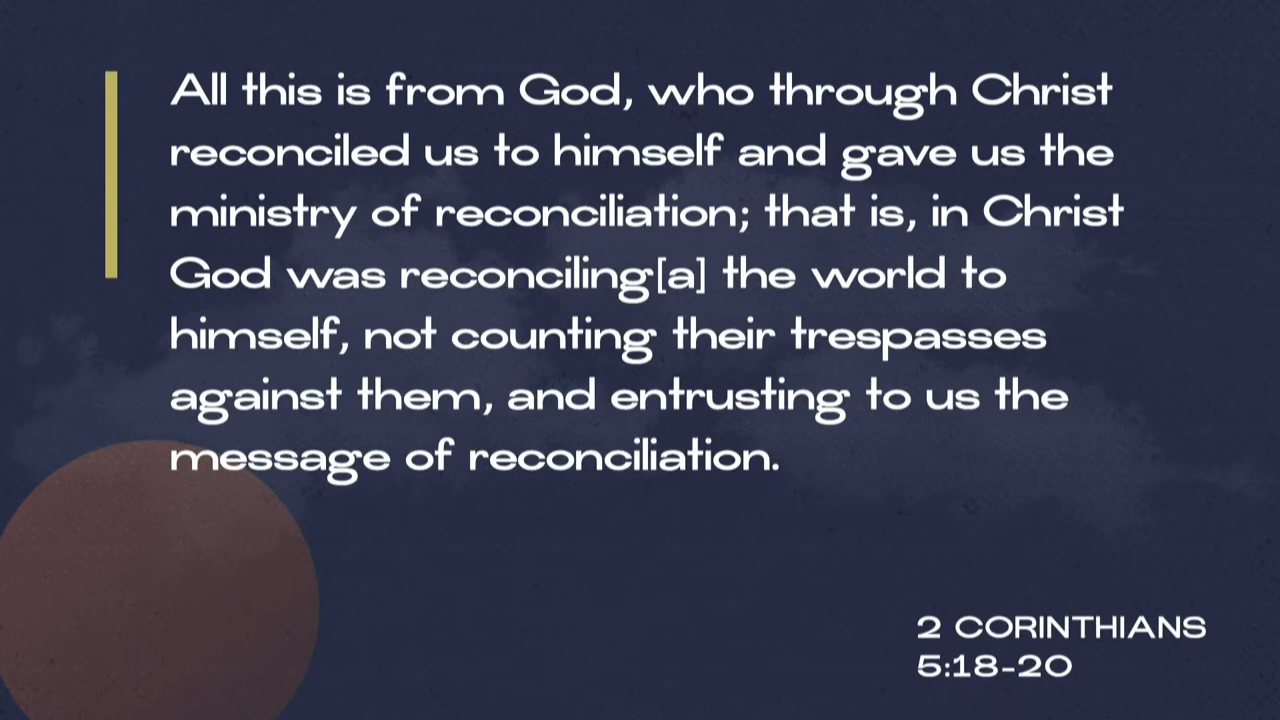 All this is from God, who through Christ
reconciled us to himself and gave us the
ministry of reconciliation; that is, in Christ
God was reconciling[a] the world to
himself, not counting their trespasses
against them, and entrusting to us the
message of reconciliation.
2 CORINTHIANS
5:18-20